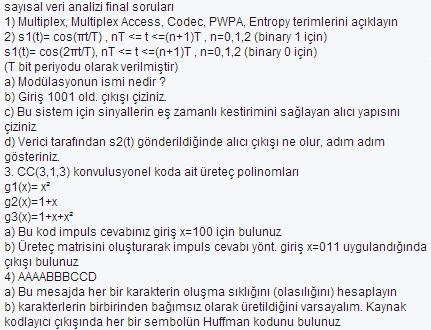 sayısal veri analizi final soruları
1) Multiplex, Multiplex Access, Codec, PWPA, Entropy terimlerini açıklayın
2) s1(t)= cos(πt/T) , nT <= t <=(n+1)T , n=0,1,2 (binary 1 için)
s1(t)= cos(2πt/T), nT <= t <=(n+1)T , n=0,1,2 (binary 0 için)
(T bit periyodu olarak verilmiştir)
a) Modülasyonun ismi nedir ?
b) Giriş 1001 old. çıkışı çiziniz.
c) Bu sistem için sinyallerin eş zamanlı kestirimini sağlayan alıcı yapısını
çiziniz
d) Verici tarafından s2(t) gönderildiğinde alıcı çıkışı ne olur, adım adım
gösteriniz.
3. CC(3,1,3) konvulusyonel koda ait üreteç polinomları
g1(x)= x²
g2(x)=1+x
g3(x)=1+x+x²
a) Bu kod impuls cevabınız giriş x=100 için bulunuz
b) Üreteç matrisini oluşturarak impuls cevabı yönt. giriş x=011 uygulandığında
çıkışı bulunuz
4) AAAABBBCCD
a) Bu mesajda her bir karakterin oluşma sıklığını (olasılığını) hesaplayın
b) karakterlerin birbirinden bağımsız olarak üretildiğini varsayalım. Kaynak
kodlayıcı çıkışında her bir sembolün Huffman kodunu bulunuz